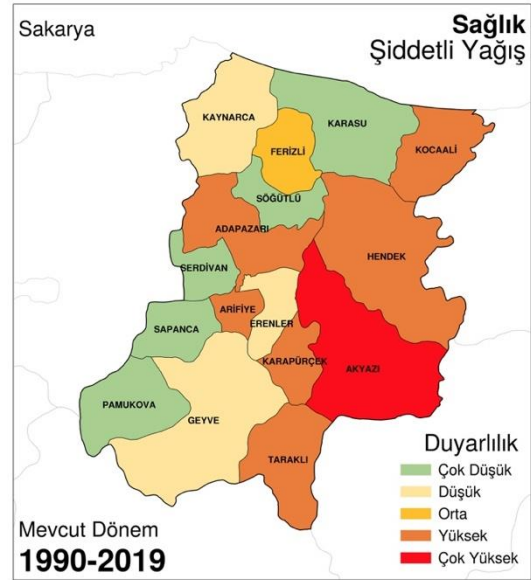 Sakarya
Sağlık
Şiddetli Yağış
KAYNARCA
KARASU
KOCAALİ
FERİZLİ
SÖĞÜTLÜ
ADAPAZARI
HENDEK
SERDİVAN
ARİFİYE
ERENLER
SAPANCA
KARAPÜRÇEK
AKYAZI
PAMUKOVA
GEYVE
TARAKLI
Duyarlılık
Çok Düşük
Düşük
Orta
Yüksek
Çok Yüksek
Mevcut Dönem
1990-2019